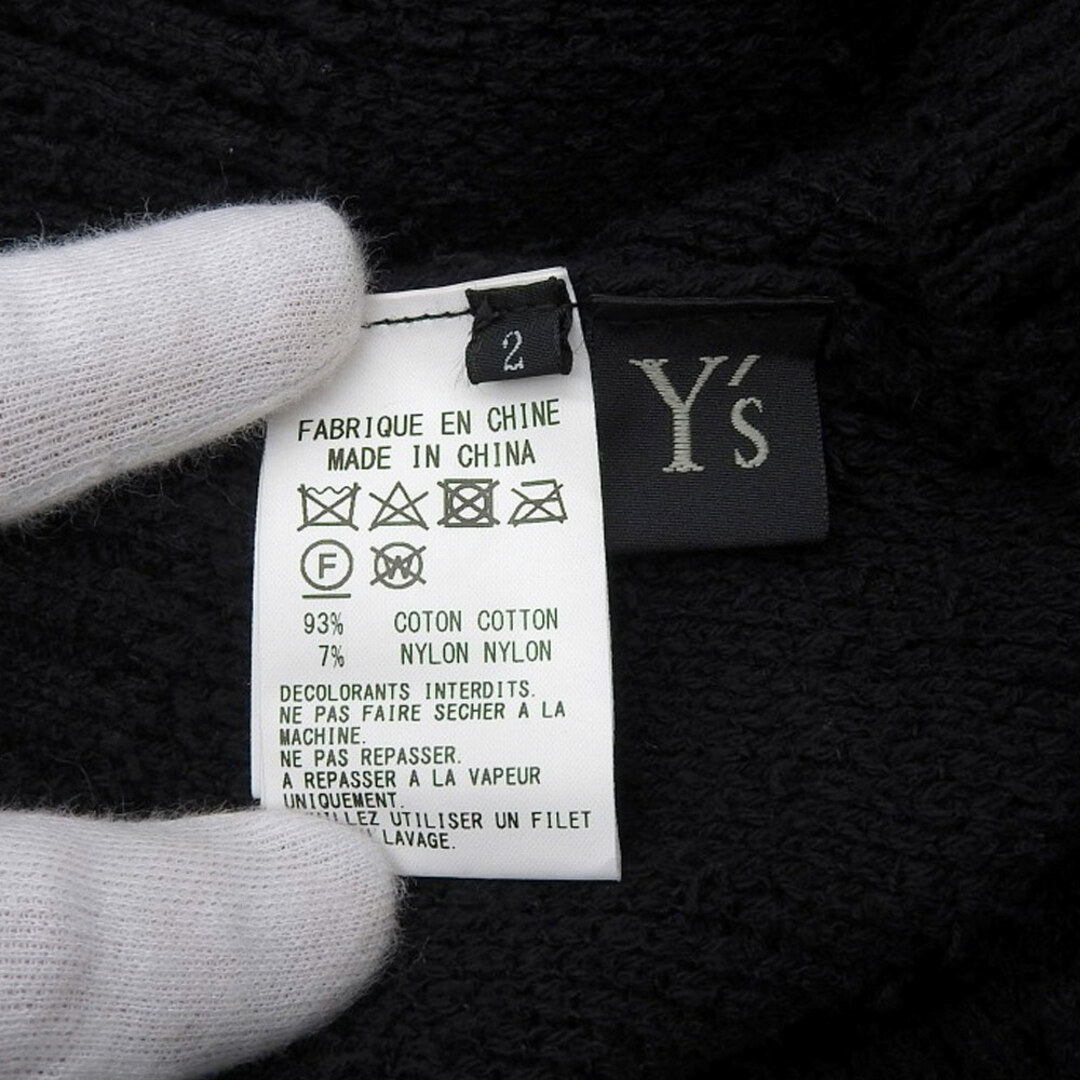 2
Y's
FABRIQUE EN CHINE
MADE IN CHINA
F W
93% COTON COTTON
7% NYLON NYLON
DECOLORANTS INTERDITS.
NE PAS FAIRE SECHER A LA
MACHINE.
NE PAS REPASSER.
A REPASSER A LA VAPEUR
UNIQUEMENT.
UTILISER UN FILET
LAVAGE.